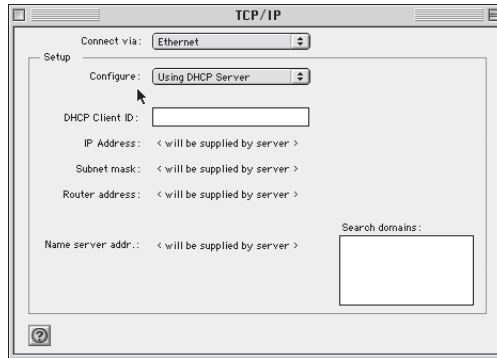 TCP/IP
Connect via: Ethernet
Setup
Configure: Using DHCP Server
DHCP Client ID:
IP Address: < will be supplied by server >
Subnet mask: < will be supplied by server >
Router address: < will be supplied by server >
Search domains:
Name server addr.: < will be supplied by server >
?